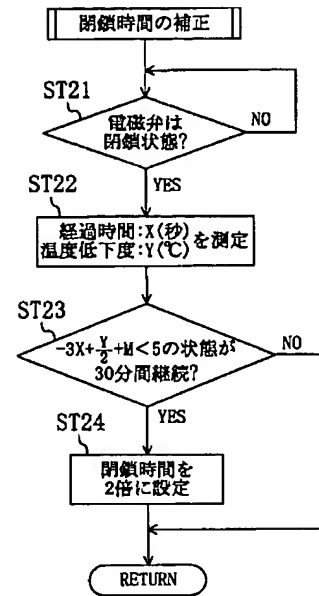 閉鎖時間の補正
ST21
電磁弁は
閉鎖状態?
NO
YES
ST22
経過時間:X(秒)
温度低下度:Y(℃)
を測定
ST23
-3X+Y/2+M<5の状態が
30分間継続?
NO
YES
ST24
閉鎖時間を
2倍に設定
RETURN